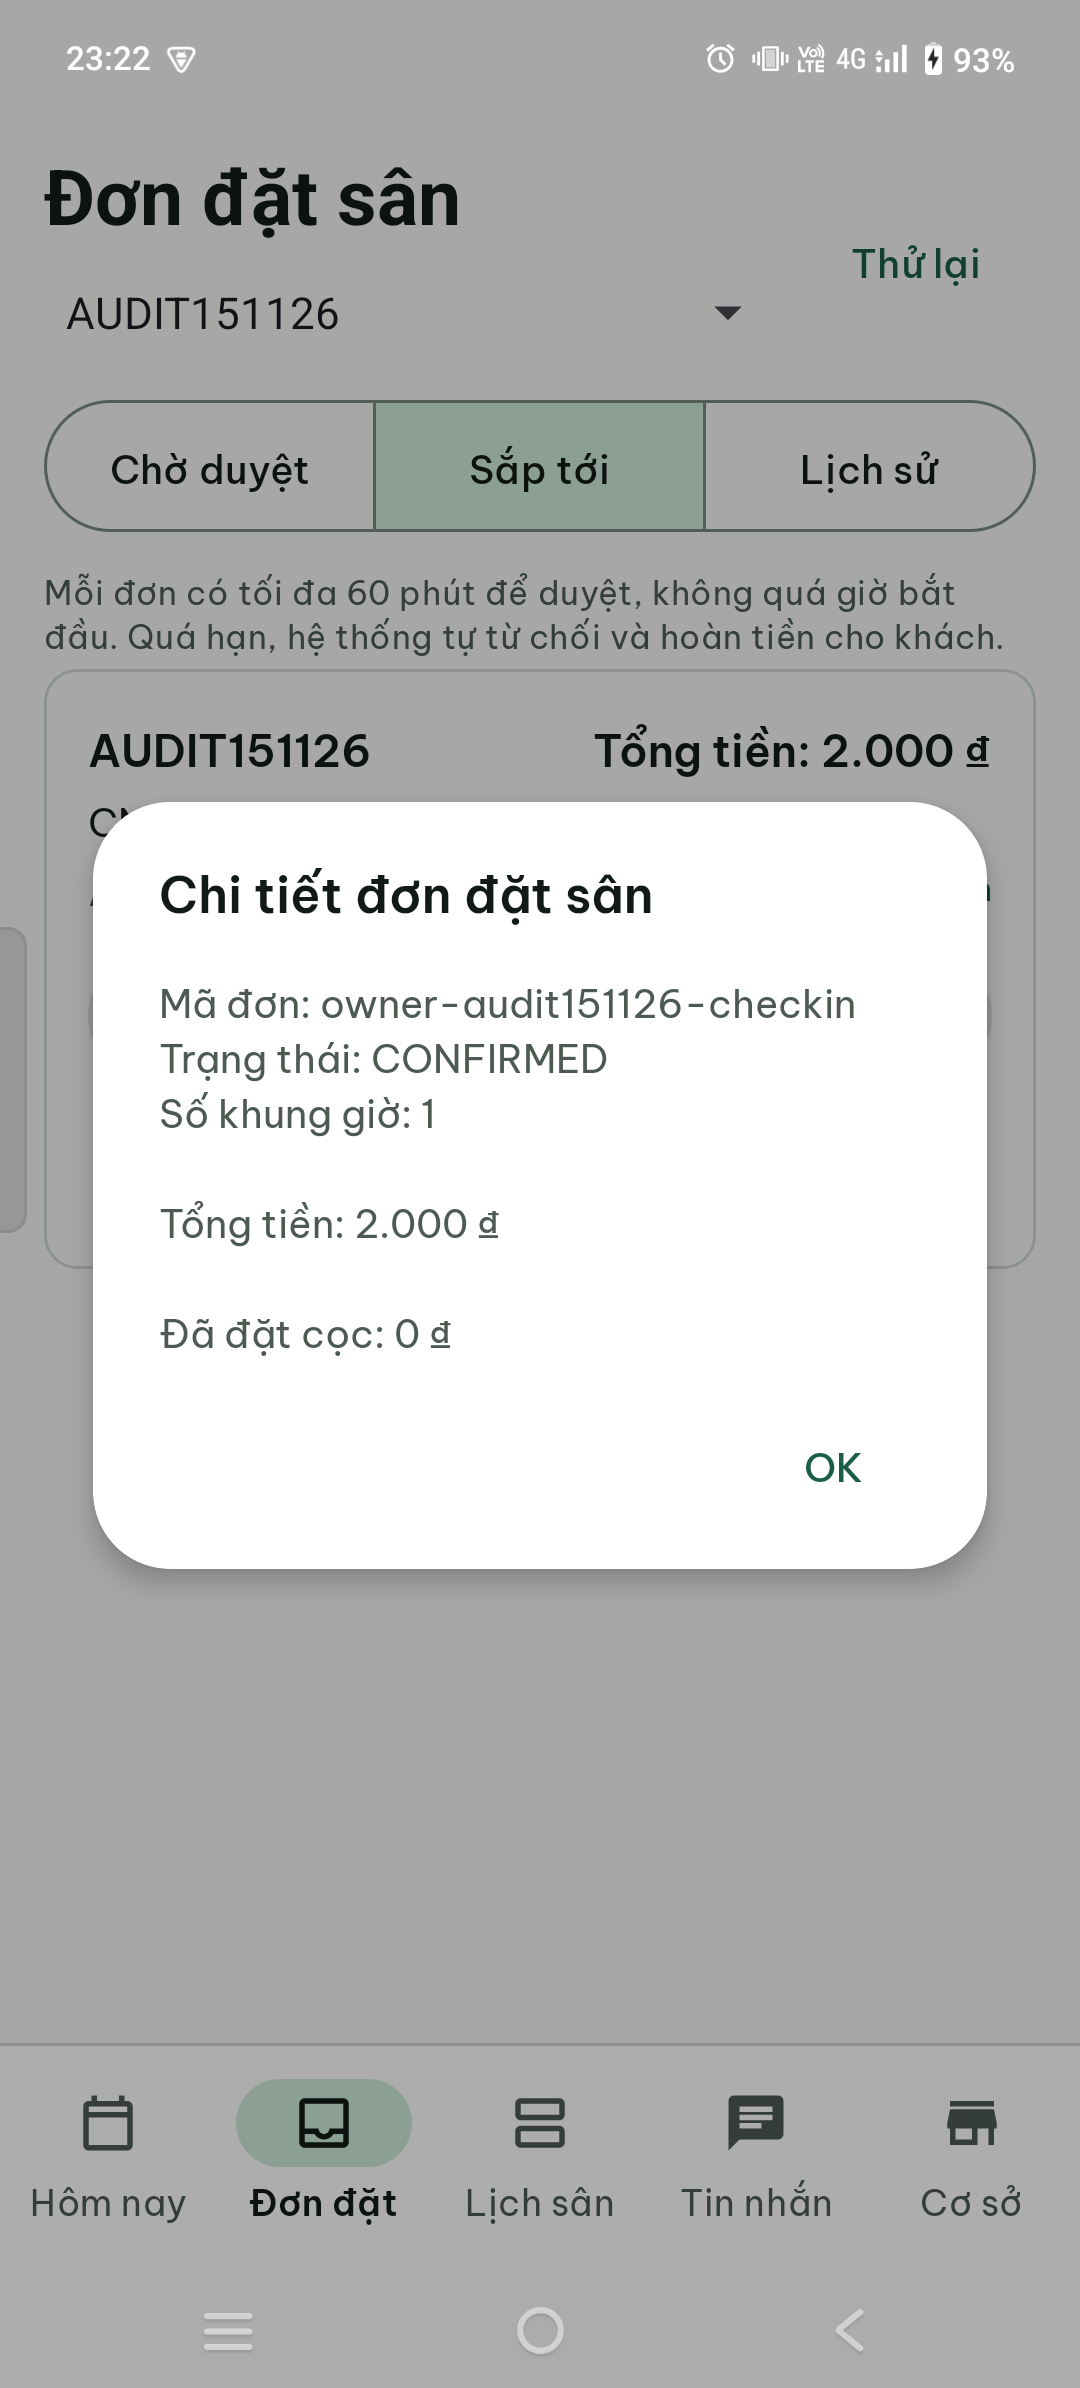 23:22
VoLTE 4G 93%
Đơn đặt sân
Thử lại
AUDIT151126
Chờ duyệt
Sắp tới
Lịch sử
Mỗi đơn có tối đa 60 phút để duyệt, không quá giờ bắt
đầu. Quá hạn, hệ thống tự từ chối và hoàn tiền cho khách.
AUDIT151126
Tổng tiền: 2.000 ₫
Chi tiết đơn đặt sân
Mã đơn: owner-audit151126-checkin
Trạng thái: CONFIRMED
Số khung giờ: 1
Tổng tiền: 2.000 ₫
Đã đặt cọc: 0 ₫
OK
Hôm nay
Đơn đặt
Lịch sân
Tin nhắn
Cơ sở